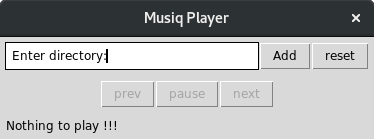 Musiq Player ×
Enter directory: Add reset
prev pause next
Nothing to play !!!